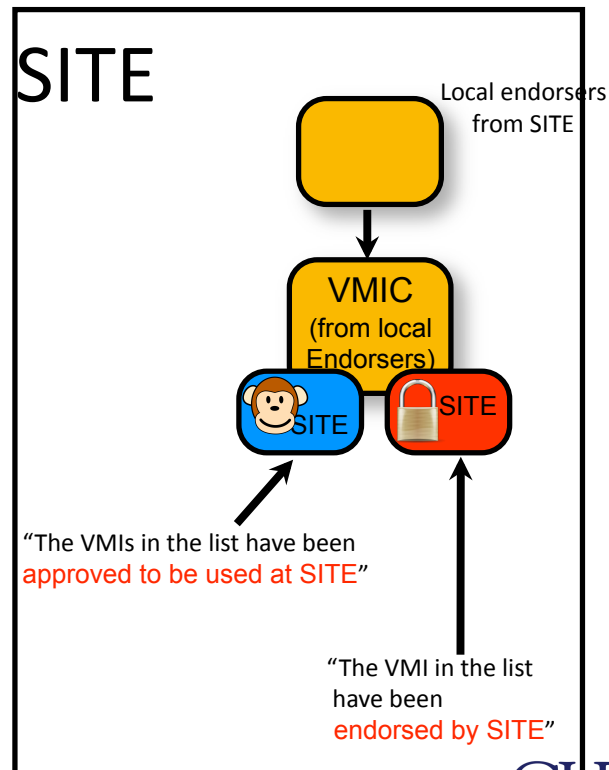 SITE
Local endorsers
from SITE
VMIC
(from local
Endorsers)
SITE
SITE
“The VMIs in the list have been
approved to be used at SITE”
“The VMI in the list
have been
endorsed by SITE”